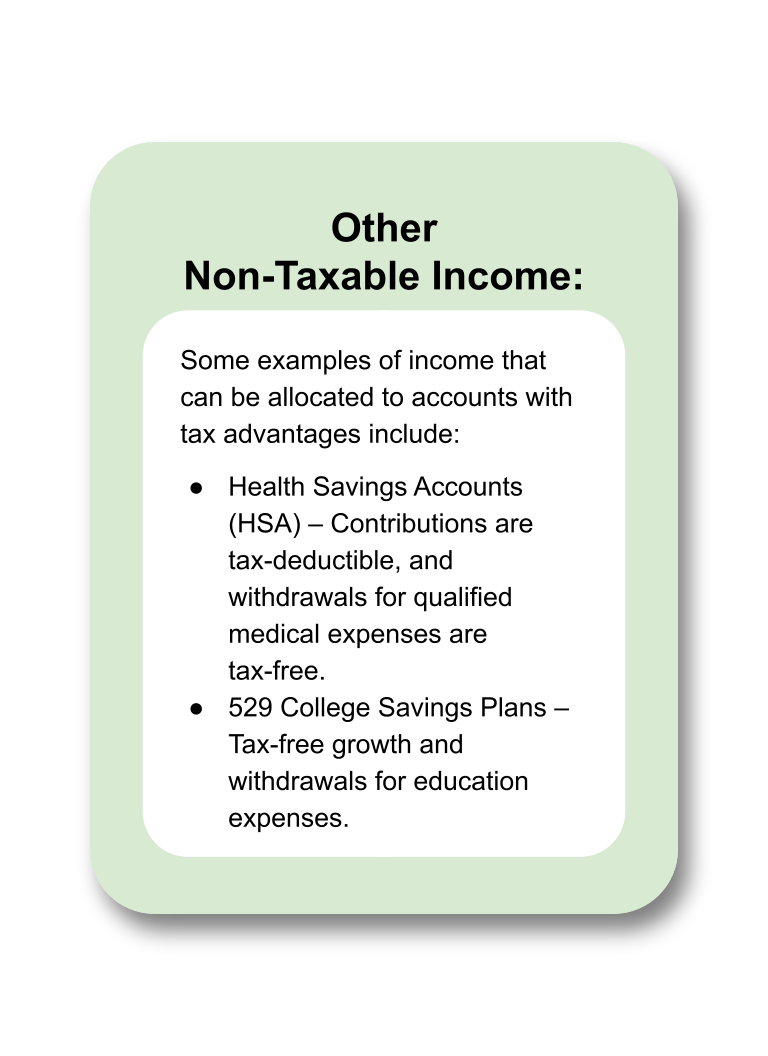 Other
Non-Taxable Income:
Some examples of income that
can be allocated to accounts with
tax advantages include:
● Health Savings Accounts
(HSA) – Contributions are
tax-deductible, and
withdrawals for qualified
medical expenses are
tax-free.
● 529 College Savings Plans –
Tax-free growth and
withdrawals for education
expenses.